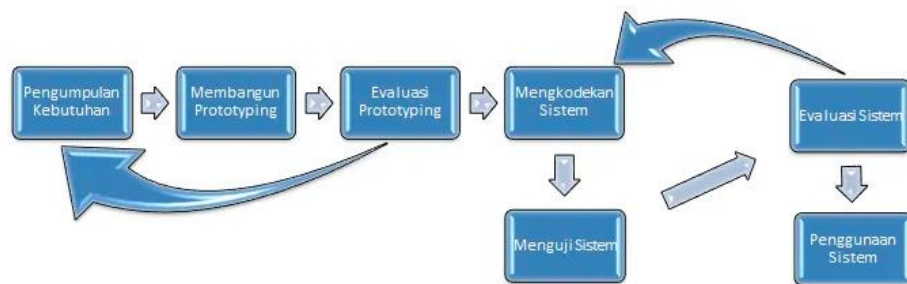 Pengumpulan
Kebutuhan
Membangun
Prototyping
Evaluasi
Prototyping
Mengkodekan
Sistem
Evaluasi Sistem
Menguji Sistem
Penggunaan
Sistem